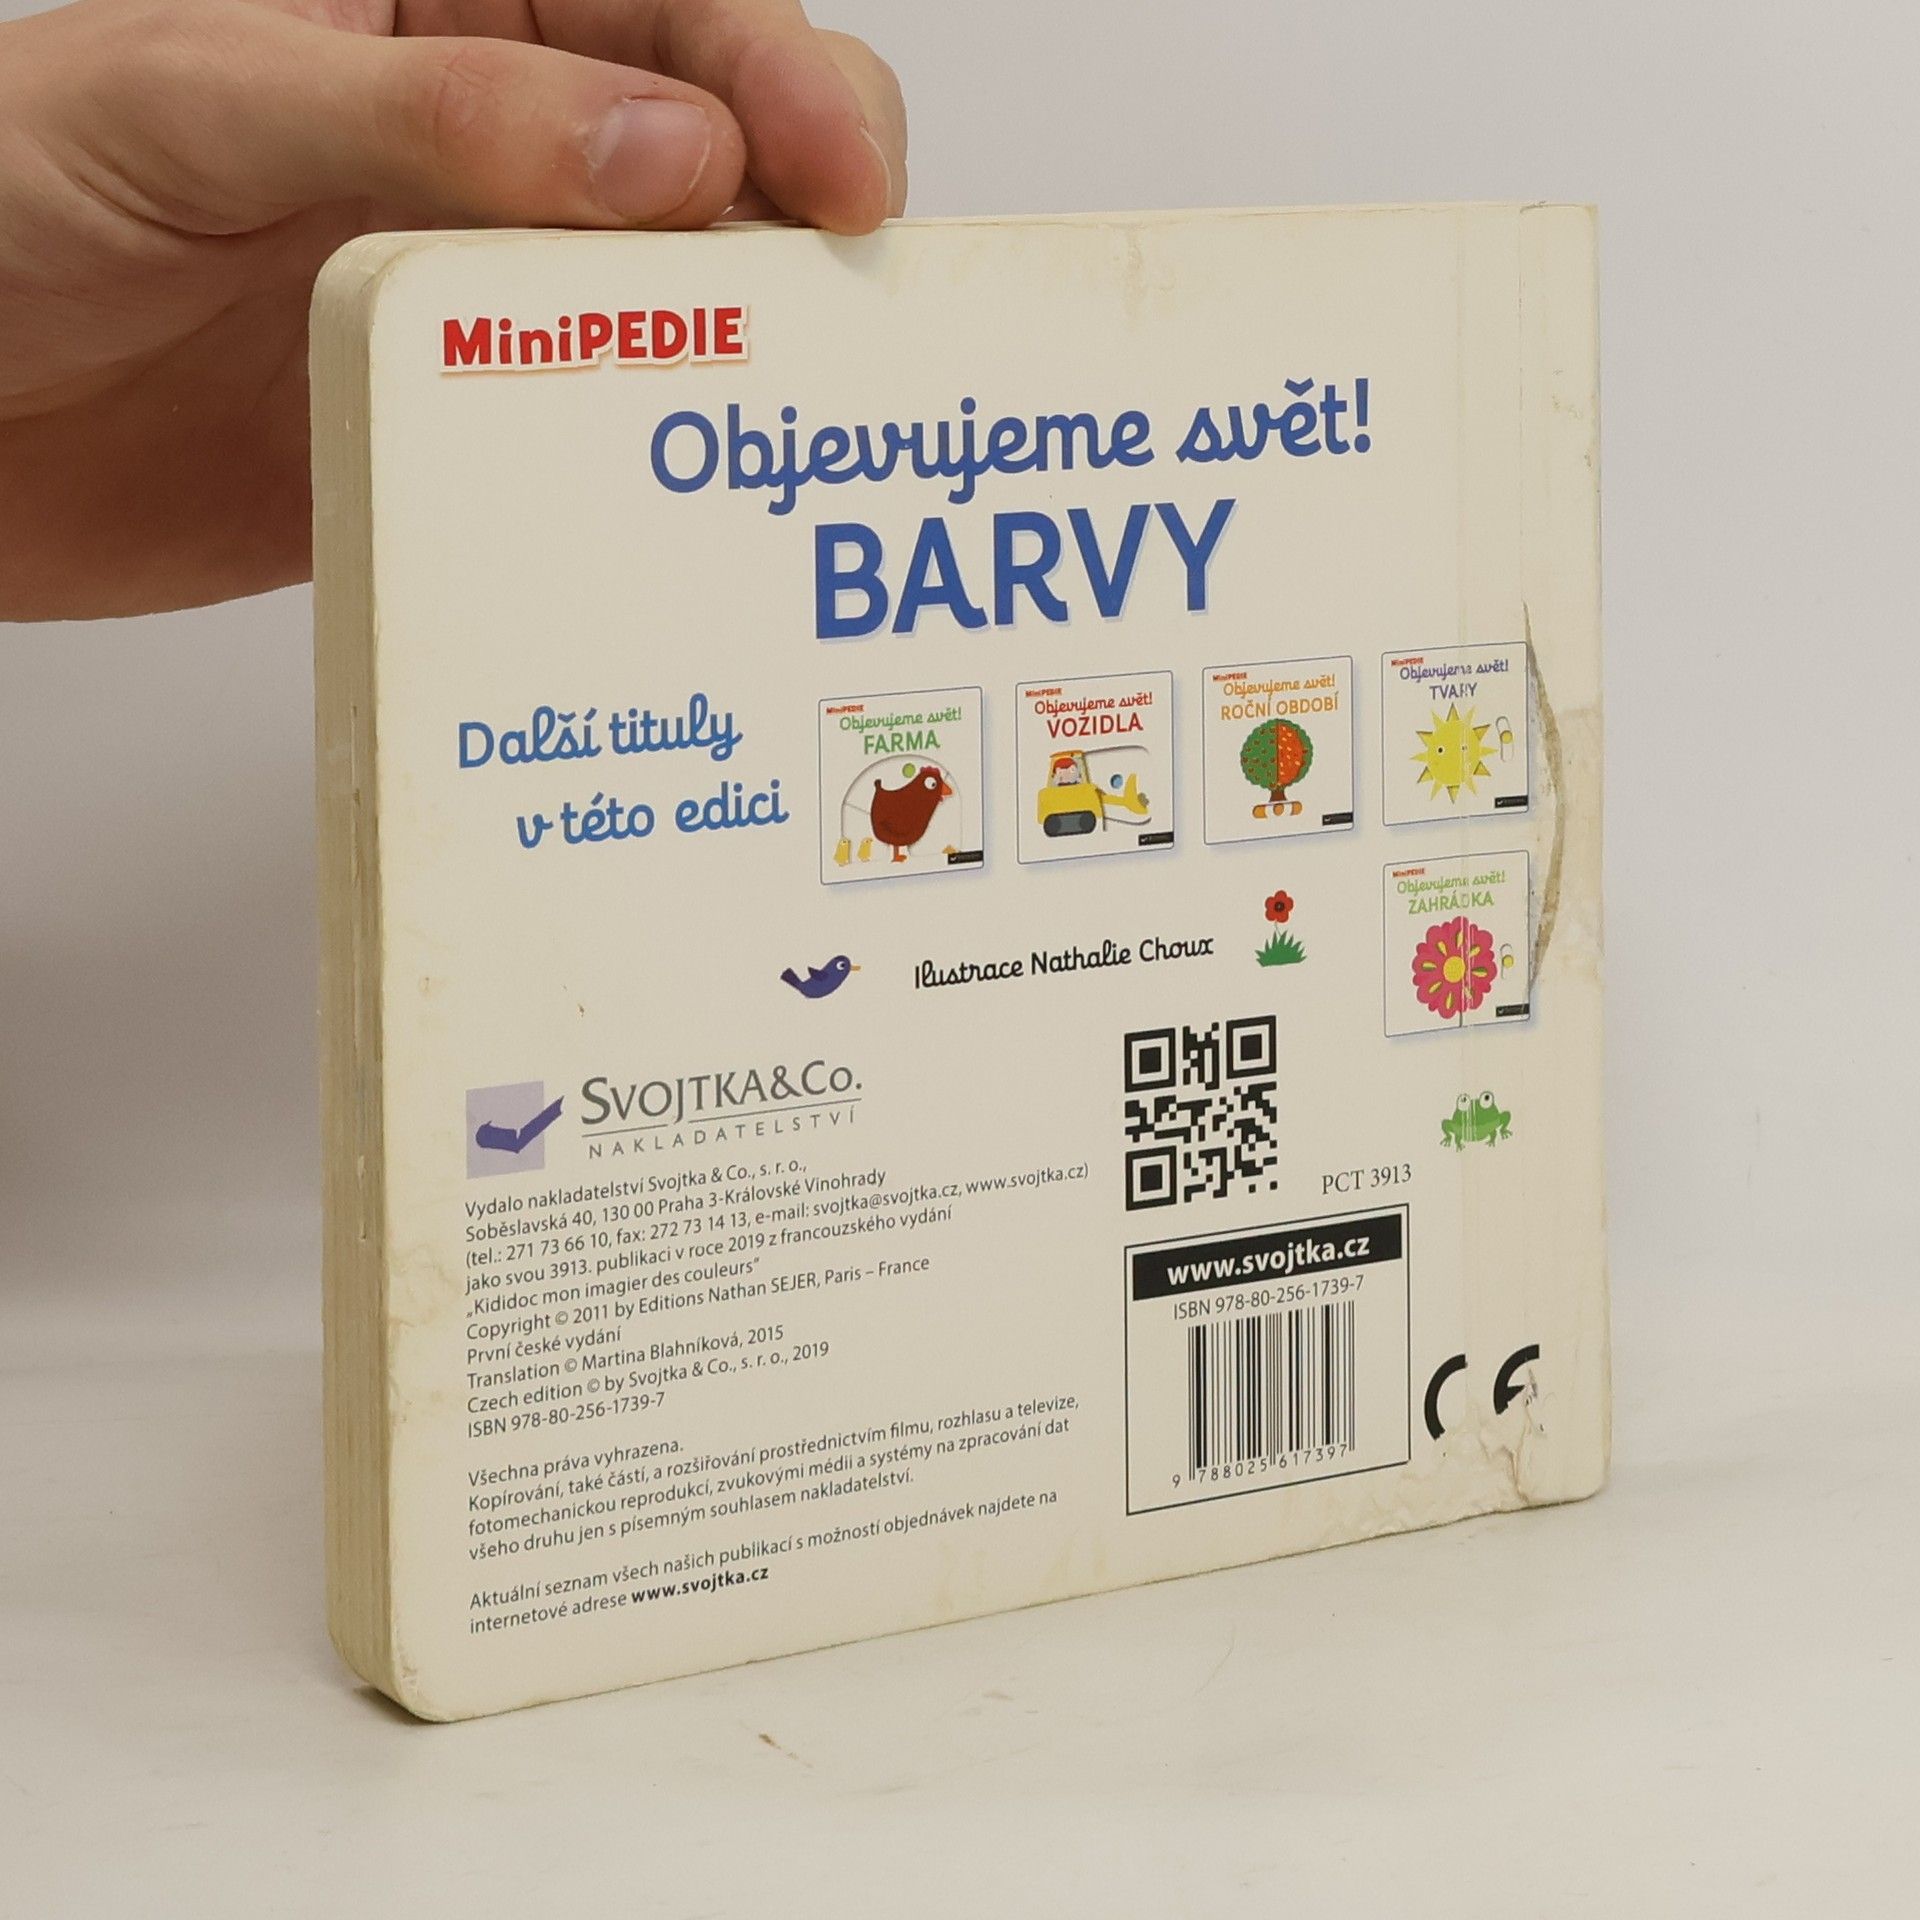 MiniPEDIE
Objevujeme svět!
BARVY
Další tituly
v této edici
MiniPEDIE
Objevujeme svět!
FARMA
MiniPEDIE
Objevujeme svět!
VOZIDLA
MiniPEDIE
Objevujeme svět!
ROČNÍ OBDOBÍ
MiniPEDIE
Objevujeme svět!
TVARY
MiniPEDIE
Objevujeme svět!
ZAHRÁDKA
Ilustrace Nathalie Choux
SVOJTKA&CO.
NAKLADATELSTVÍ
Vydalo nakladatelství Svojtka & Co., s. r. o.,
Soběslavská 40, 130 00 Praha 3-Královské Vinohrady
(tel.: 271 73 66 10, fax: 272 73 14 13, e-mail: svojtka@svojtka.cz, www.svojtka.cz)
jako svou 3913. publikaci v roce 2019 z francouzského vydání
„Kididoc mon imagier des couleurs“
Copyright © 2011 by Editions Nathan SEJER, Paris – France
První české vydání
Translation © Martina Blahníková, 2015
Czech edition © by Svojtka & Co., s. r. o., 2019
ISBN 978-80-256-1739-7
Všechna práva vyhrazena.
Kopírování, také částí, a rozšiřování prostřednictvím filmu, rozhlasu a televize,
fotomechanickou reprodukcí, zvukovými médii a systémy na zpracování dat
všeho druhu jen s písemným souhlasem nakladatelství.
Aktuální seznam všech našich publikací s možností objednávek najdete na
internetové adrese www.svojtka.cz
PCT 3913
www.svojtka.cz
ISBN 978-80-256-1739-7
9 788025 617397
CE